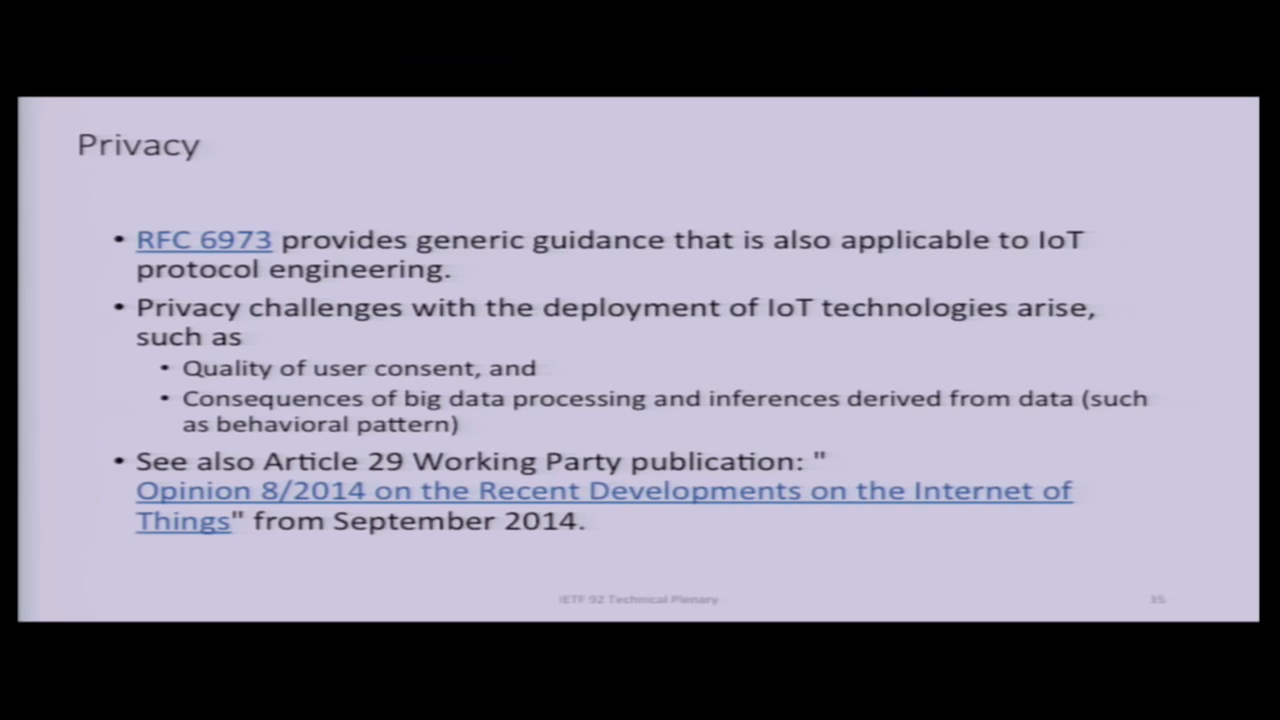 Privacy
• RFC 6973 provides generic guidance that is also applicable to IoT
protocol engineering.
• Privacy challenges with the deployment of IoT technologies arise,
such as
• Quality of user consent, and
• Consequences of big data processing and inferences derived from data (such
as behavioral pattern)
• See also Article 29 Working Party publication: "
Opinion 8/2014 on the Recent Developments on the Internet of
Things" from September 2014.
IETF 92 Technical Plenary
35